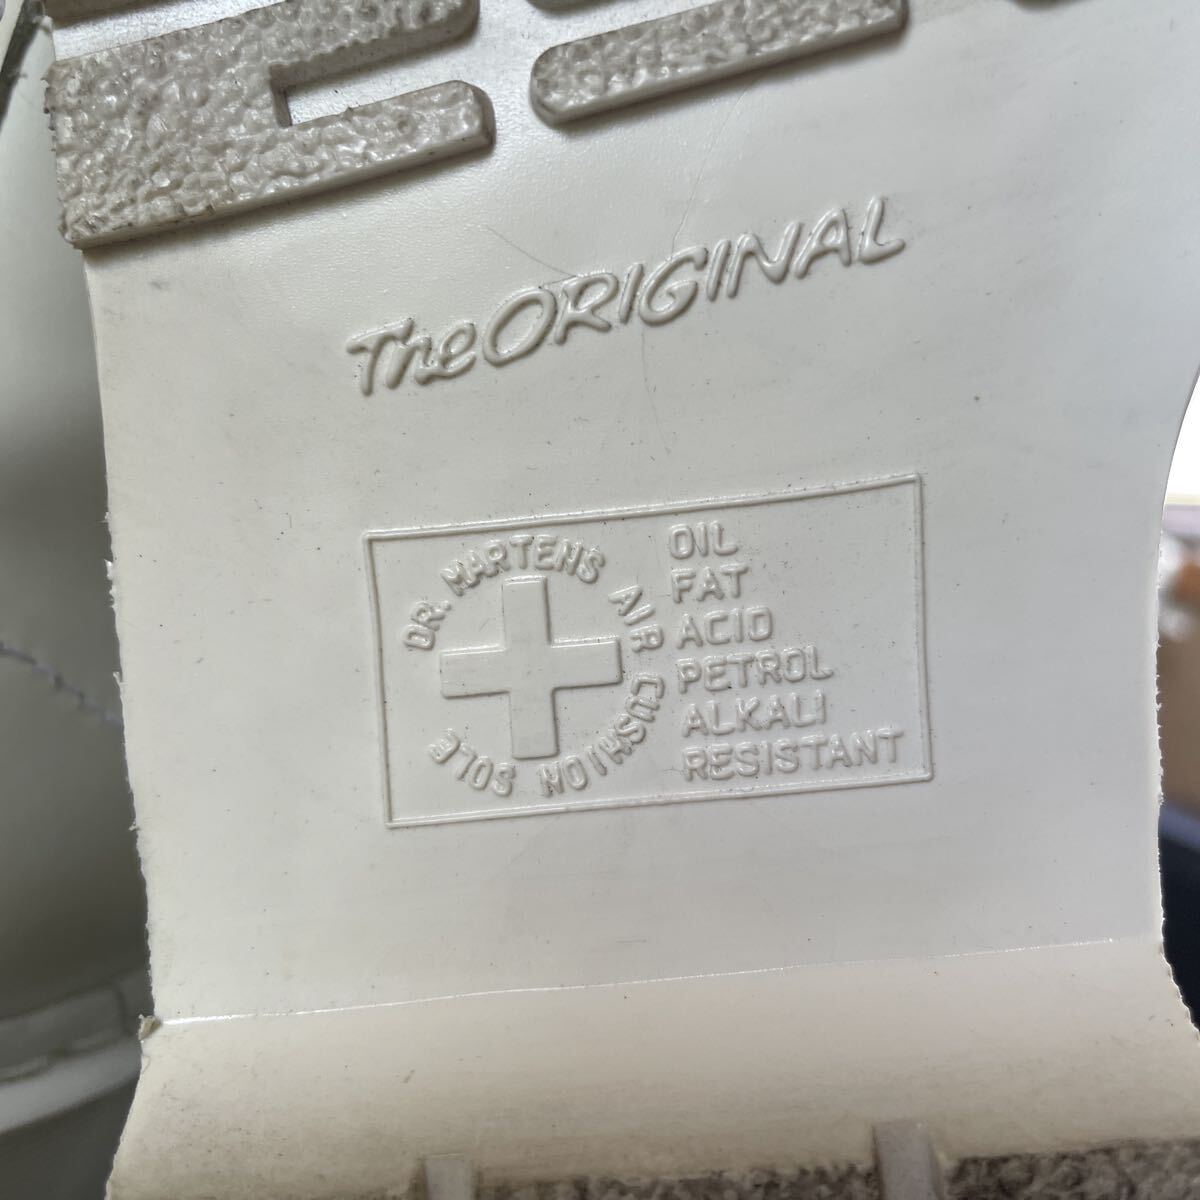 The ORIGINAL
DR. MARTENS AIR CUSHION SOLE
OIL
FAT
ACID
PETROL
ALKALI
RESISTANT